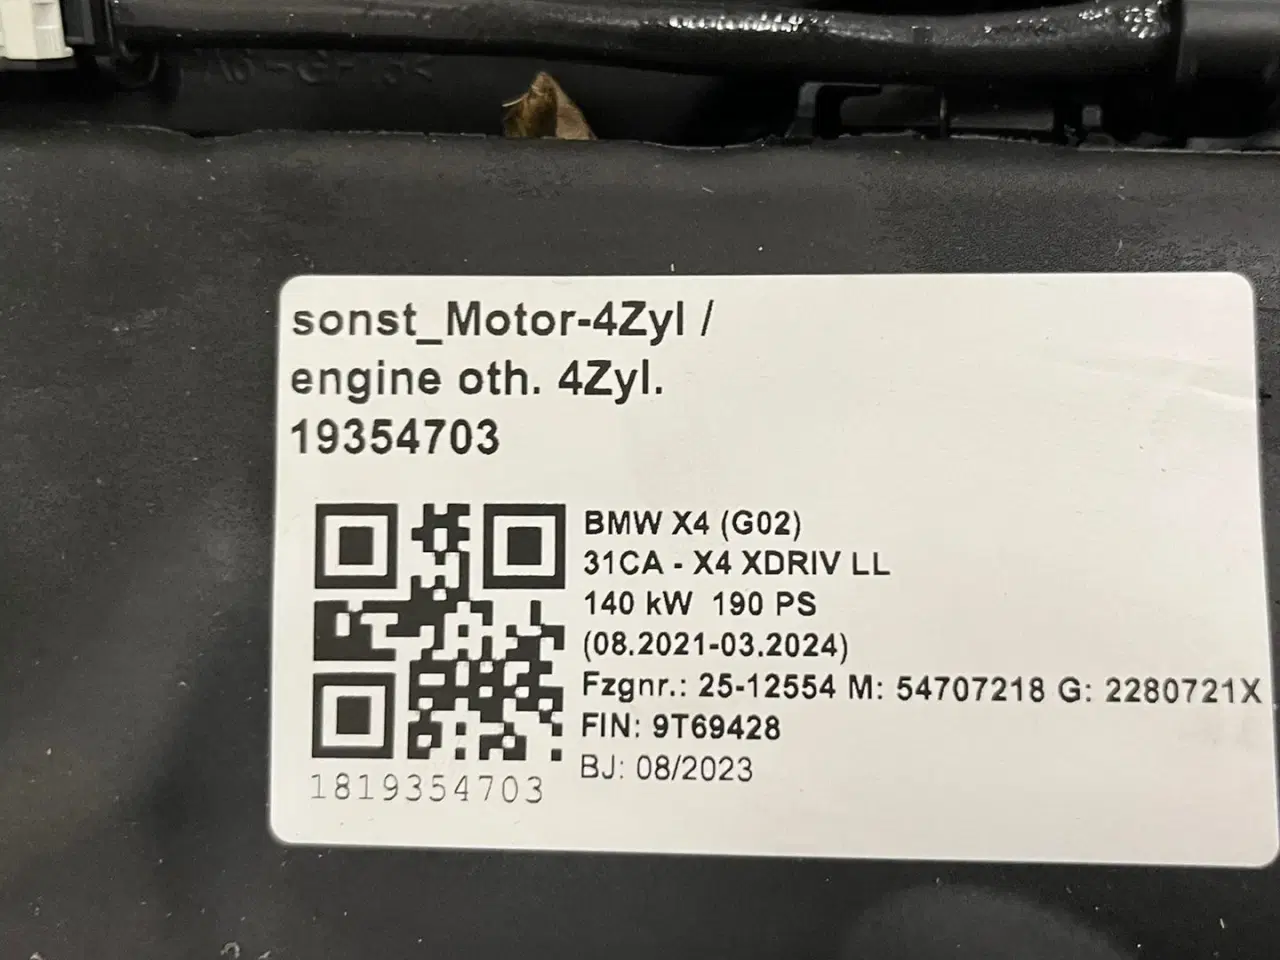 sonst_Motor-4Zyl /
engine oth. 4Zyl.
19354703
BMW X4 (G02)
31CA - X4 XDRIV LL
140 kW 190 PS
(08.2021-03.2024)
Fzgnr.: 25-12554 M: 54707218 G: 2280721X
FIN: 9T69428
BJ: 08/2023
1819354703